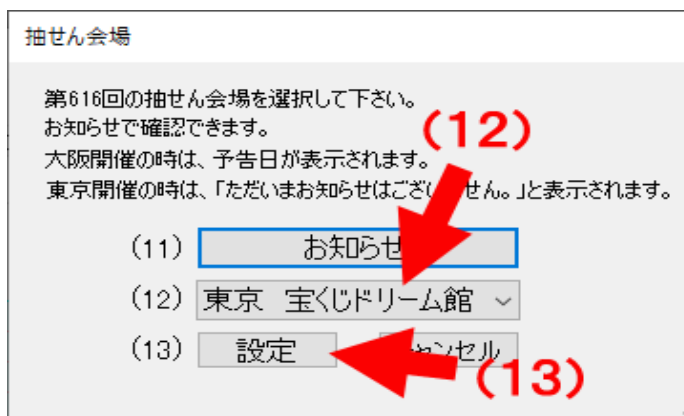 抽せん会場
第616回の抽せん会場を選択して下さい。
お知らせで確認できます。
(12)
大阪開催の時は、予告日が表示されます。
東京開催の時は、「ただいまお知らせはござい せん。」と表示されます。
(11) お知らせ
(12) 東京 宝くじドリーム館
(13) 設定 ャンセル
(13)